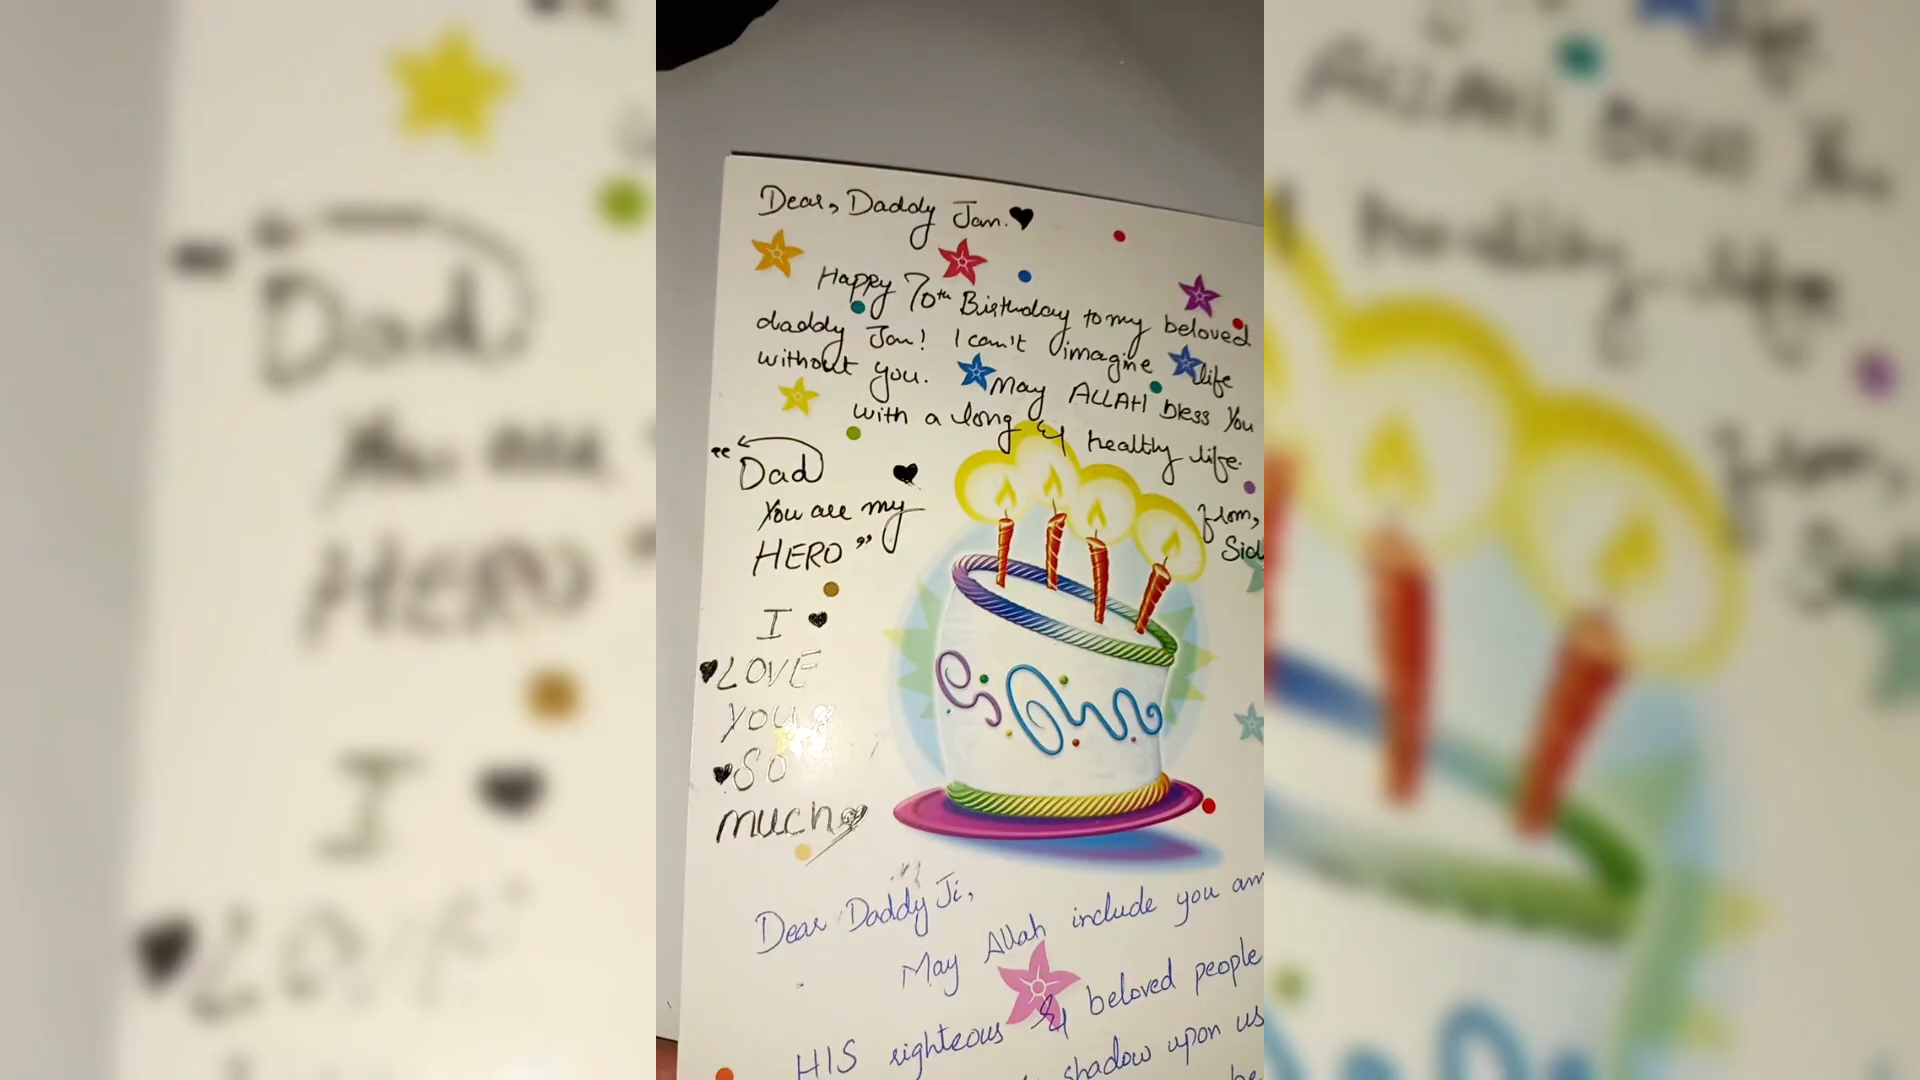 Dear, Daddy Jan.
Happy 70th Birthday to my beloved
daddy Jan! I can't imagine life
without you. May ALLAH bless You
with a long & healthy life.
from,
Sid
"Dad
You are my
HERO"
I
LOVE
YOU
SO
much
Dear Daddy Ji,
May Allah include you am
HIS righteous & beloved people
shadow upon us
be